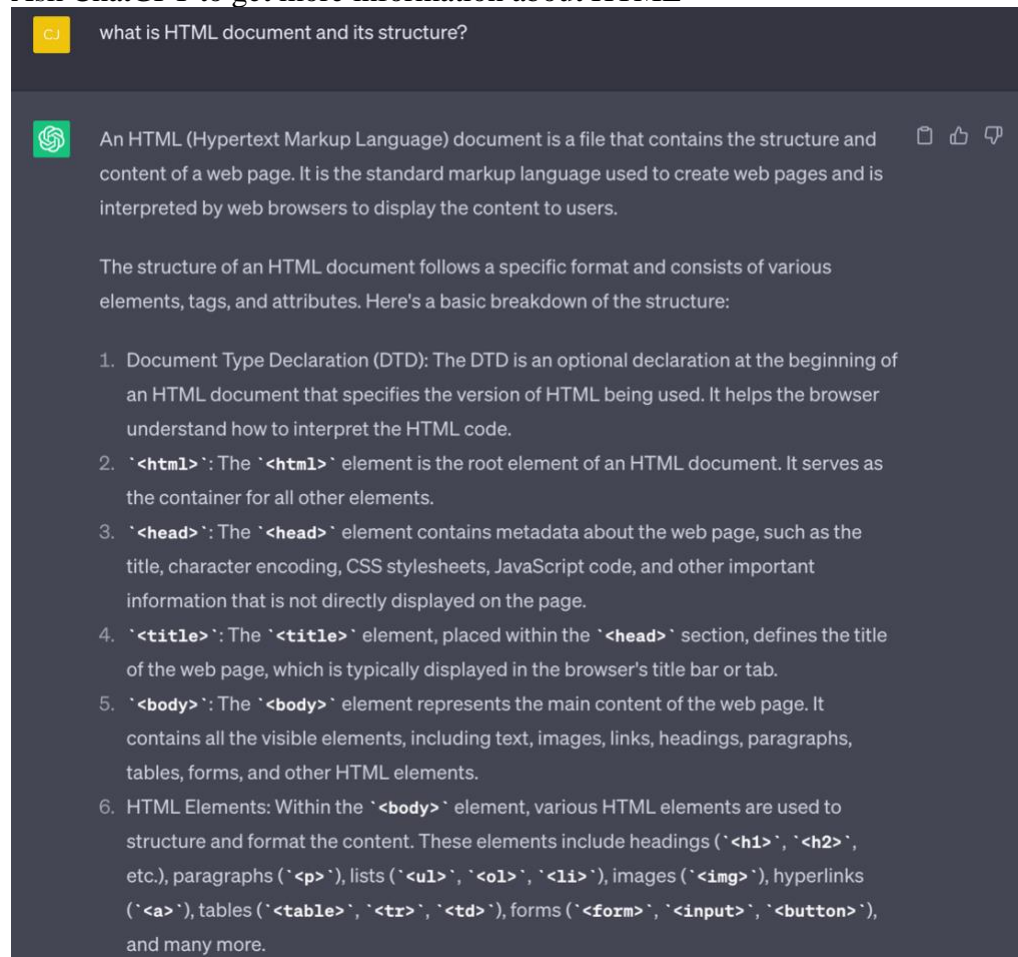 Ask ChatGPT to get more information about HTML
CJ
what is HTML document and its structure?
An HTML (Hypertext Markup Language) document is a file that contains the structure and
content of a web page. It is the standard markup language used to create web pages and is
interpreted by web browsers to display the content to users.
The structure of an HTML document follows a specific format and consists of various
elements, tags, and attributes. Here's a basic breakdown of the structure:
1. Document Type Declaration (DTD): The DTD is an optional declaration at the beginning of
an HTML document that specifies the version of HTML being used. It helps the browser
understand how to interpret the HTML code.
2. `<html>`: The `<html>` element is the root element of an HTML document. It serves as
the container for all other elements.
3. `<head>`: The `<head>` element contains metadata about the web page, such as the
title, character encoding, CSS stylesheets, JavaScript code, and other important
information that is not directly displayed on the page.
4. `<title>`: The `<title>` element, placed within the `<head>` section, defines the title
of the web page, which is typically displayed in the browser's title bar or tab.
5. `<body>`: The `<body>` element represents the main content of the web page. It
contains all the visible elements, including text, images, links, headings, paragraphs,
tables, forms, and other HTML elements.
6. HTML Elements: Within the `<body>` element, various HTML elements are used to
structure and format the content. These elements include headings (`<h1>`, `<h2>`,
etc.), paragraphs (`<p>`), lists (`<ul>`, `<ol>`, `<li>`), images (`<img>`), hyperlinks
(`<a>`), tables (`<table>`, `<tr>`, `<td>`), forms (`<form>`, `<input>`, `<button>`),
and many more.